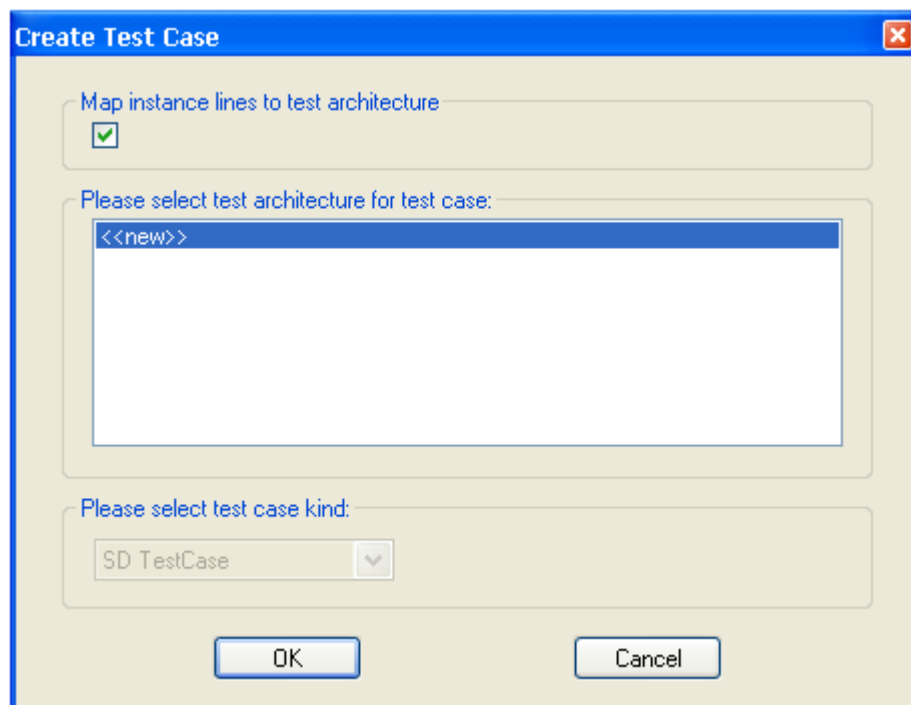 Create Test Case
Map instance lines to test architecture
Please select test architecture for test case:
<<new>>
Please select test case kind:
SD TestCase
OK
Cancel